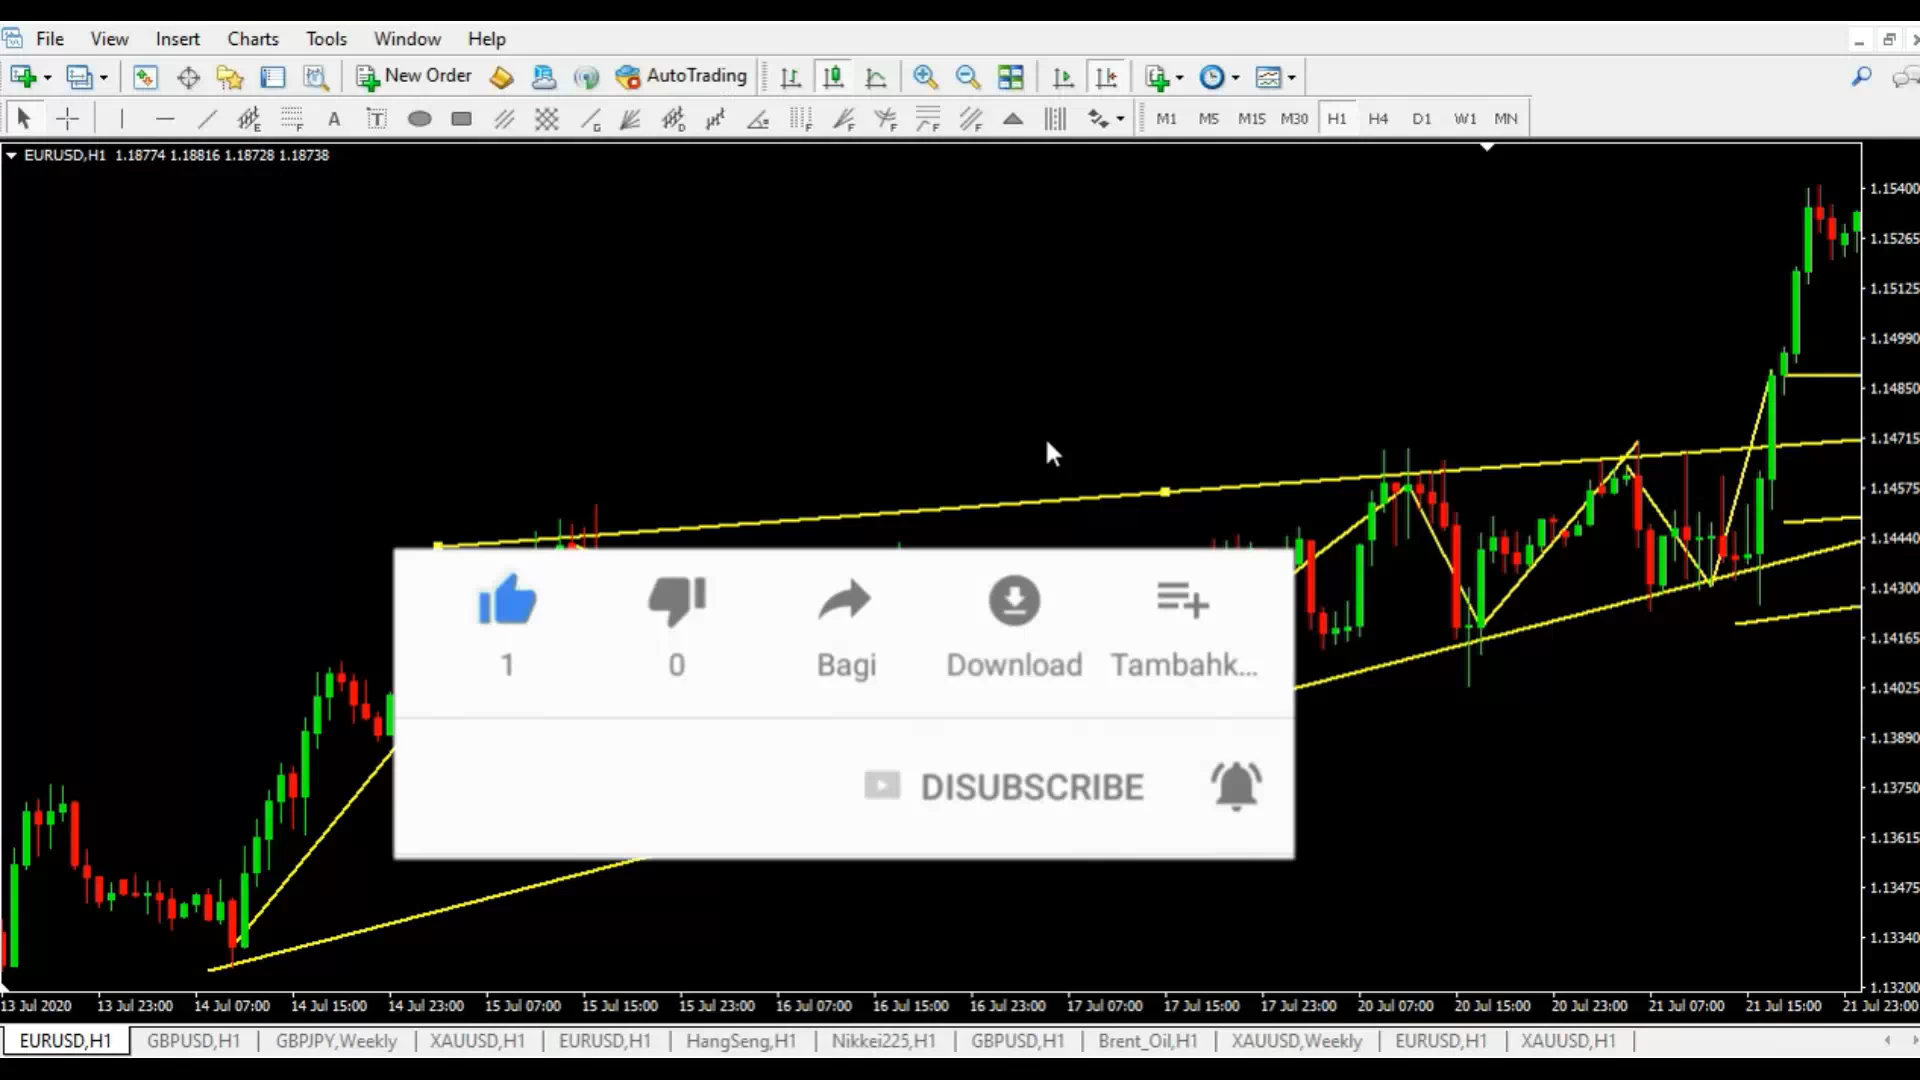 File View Insert Charts Tools Window Help
New Order AutoTrading
A T M1 M5 M15 M30 H1 H4 D1 W1 MN
EURUSD,H1 1.18774 1.18816 1.18728 1.18738
1.15400
1.15265
1.15125
1.14990
1.14850
1.14715
1.14575
1.14440
1.14300
1.14165
1.14025
1.13890
1.13750
1.13615
1.13475
1.13340
1.13200
1 0 Bagi Download Tambahk...
DISUBSCRIBE
13 Jul 2020 13 Jul 23:00 14 Jul 07:00 14 Jul 15:00 14 Jul 23:00 15 Jul 07:00 15 Jul 15:00 15 Jul 23:00 16 Jul 07:00 16 Jul 15:00 16 Jul 23:00 17 Jul 07:00 17 Jul 15:00 17 Jul 23:00 20 Jul 07:00 20 Jul 15:00 20 Jul 23:00 21 Jul 07:00 21 Jul 15:00 21 Jul 23:00
EURUSD,H1 GBPUSD,H1 GBPJPY,Weekly XAUUSD,H1 EURUSD,H1 HangSeng,H1 Nikkei225,H1 GBPUSD,H1 Brent_Oil,H1 XAUUSD,Weekly EURUSD,H1 XAUUSD,H1